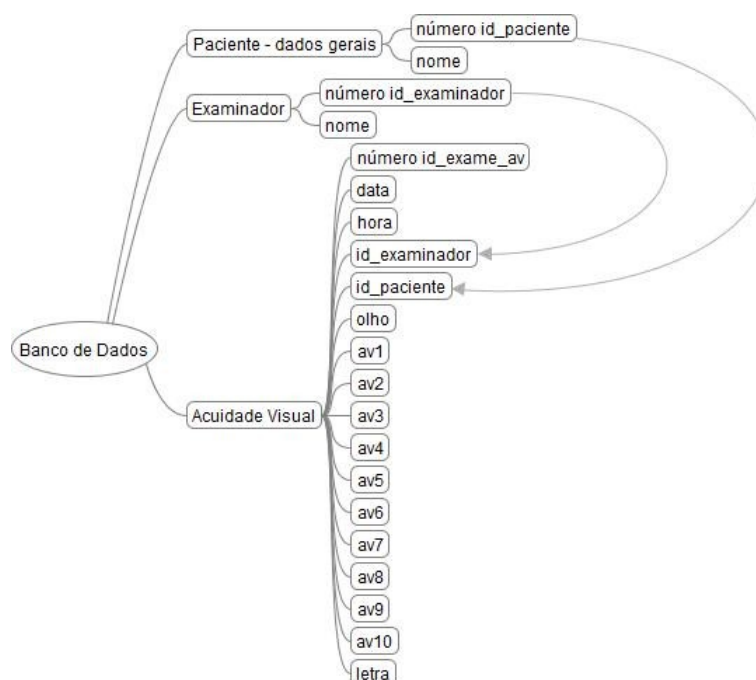 Paciente - dados gerais
número id_paciente
nome
Examinador
número id_examinador
nome
Banco de Dados
Acuidade Visual
número id_exame_av
data
hora
id_examinador
id_paciente
olho
av1
av2
av3
av4
av5
av6
av7
av8
av9
av10
letra